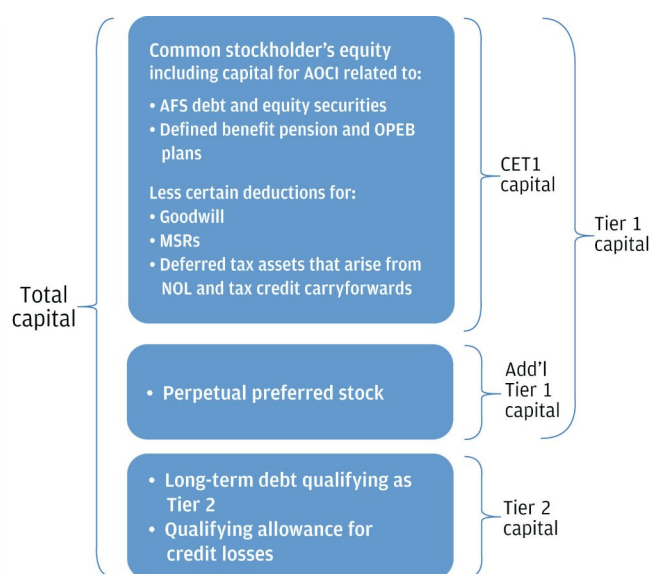 Common stockholder's equity
including capital for AOCI related to:
• AFS debt and equity securities
• Defined benefit pension and OPEB
plans
Less certain deductions for:
• Goodwill
• MSRs
• Deferred tax assets that arise from
NOL and tax credit carryforwards
CET1
capital
Tier 1
capital
Total
capital
• Perpetual preferred stock
Add'l
Tier 1
capital
• Long-term debt qualifying as
Tier 2
• Qualifying allowance for
credit losses
Tier 2
capital